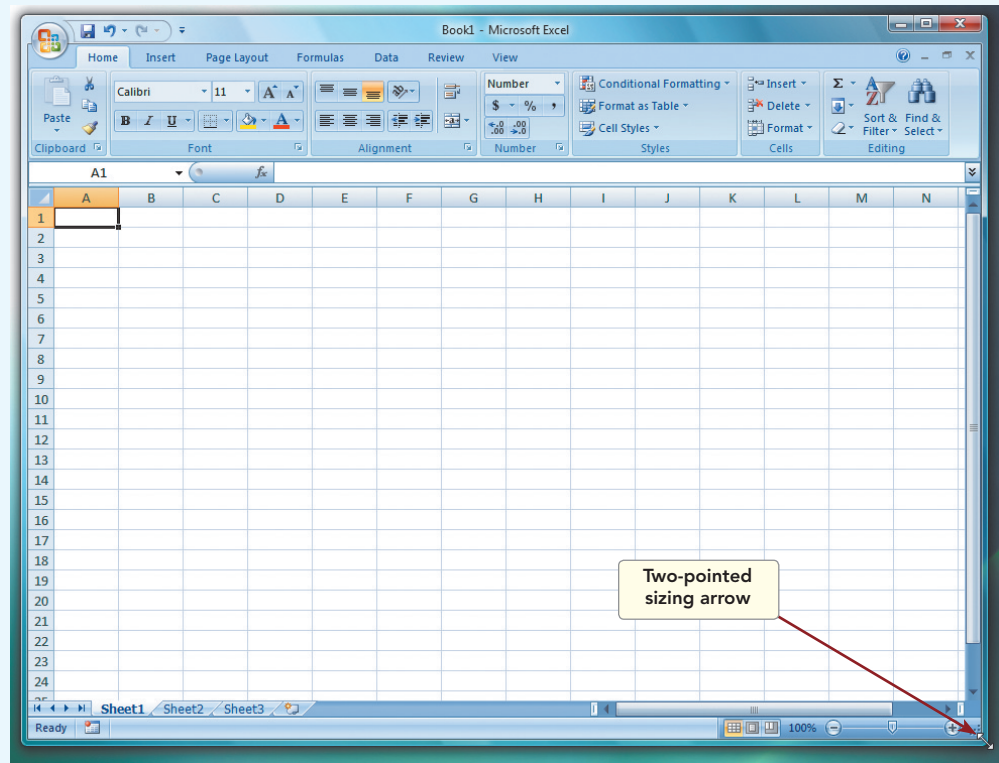 Book1 - Microsoft Excel
Home Insert Page Layout Formulas Data Review View
Calibri 11 Number Conditional Formatting Insert Σ
Paste B I U A $ % , Format as Table Delete Sort & Find &
Cell Styles Format Filter Select
Clipboard Font Alignment Number Styles Cells Editing
A1 fx
A B C D E F G H I J K L M N
1
2
3
4
5
6
7
8
9
10
11
12
13
14
15
16
17
18
19
20
21
22
23
24
25
Two-pointed
sizing arrow
Sheet1 Sheet2 Sheet3
Ready 100%